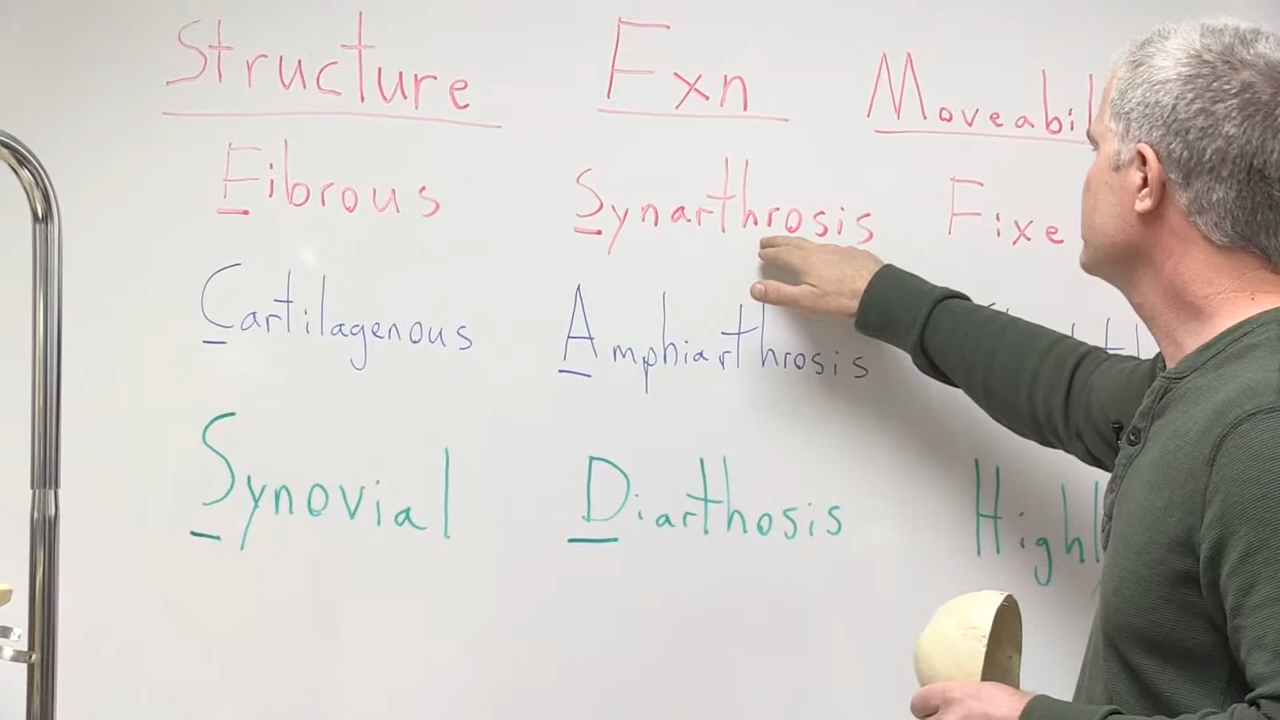 Structure Fxn Moveabil
Fibrous Synarthrosis Fixe
Cartilagenous Amphiarthrosis
Synovial Diarthosis Highl